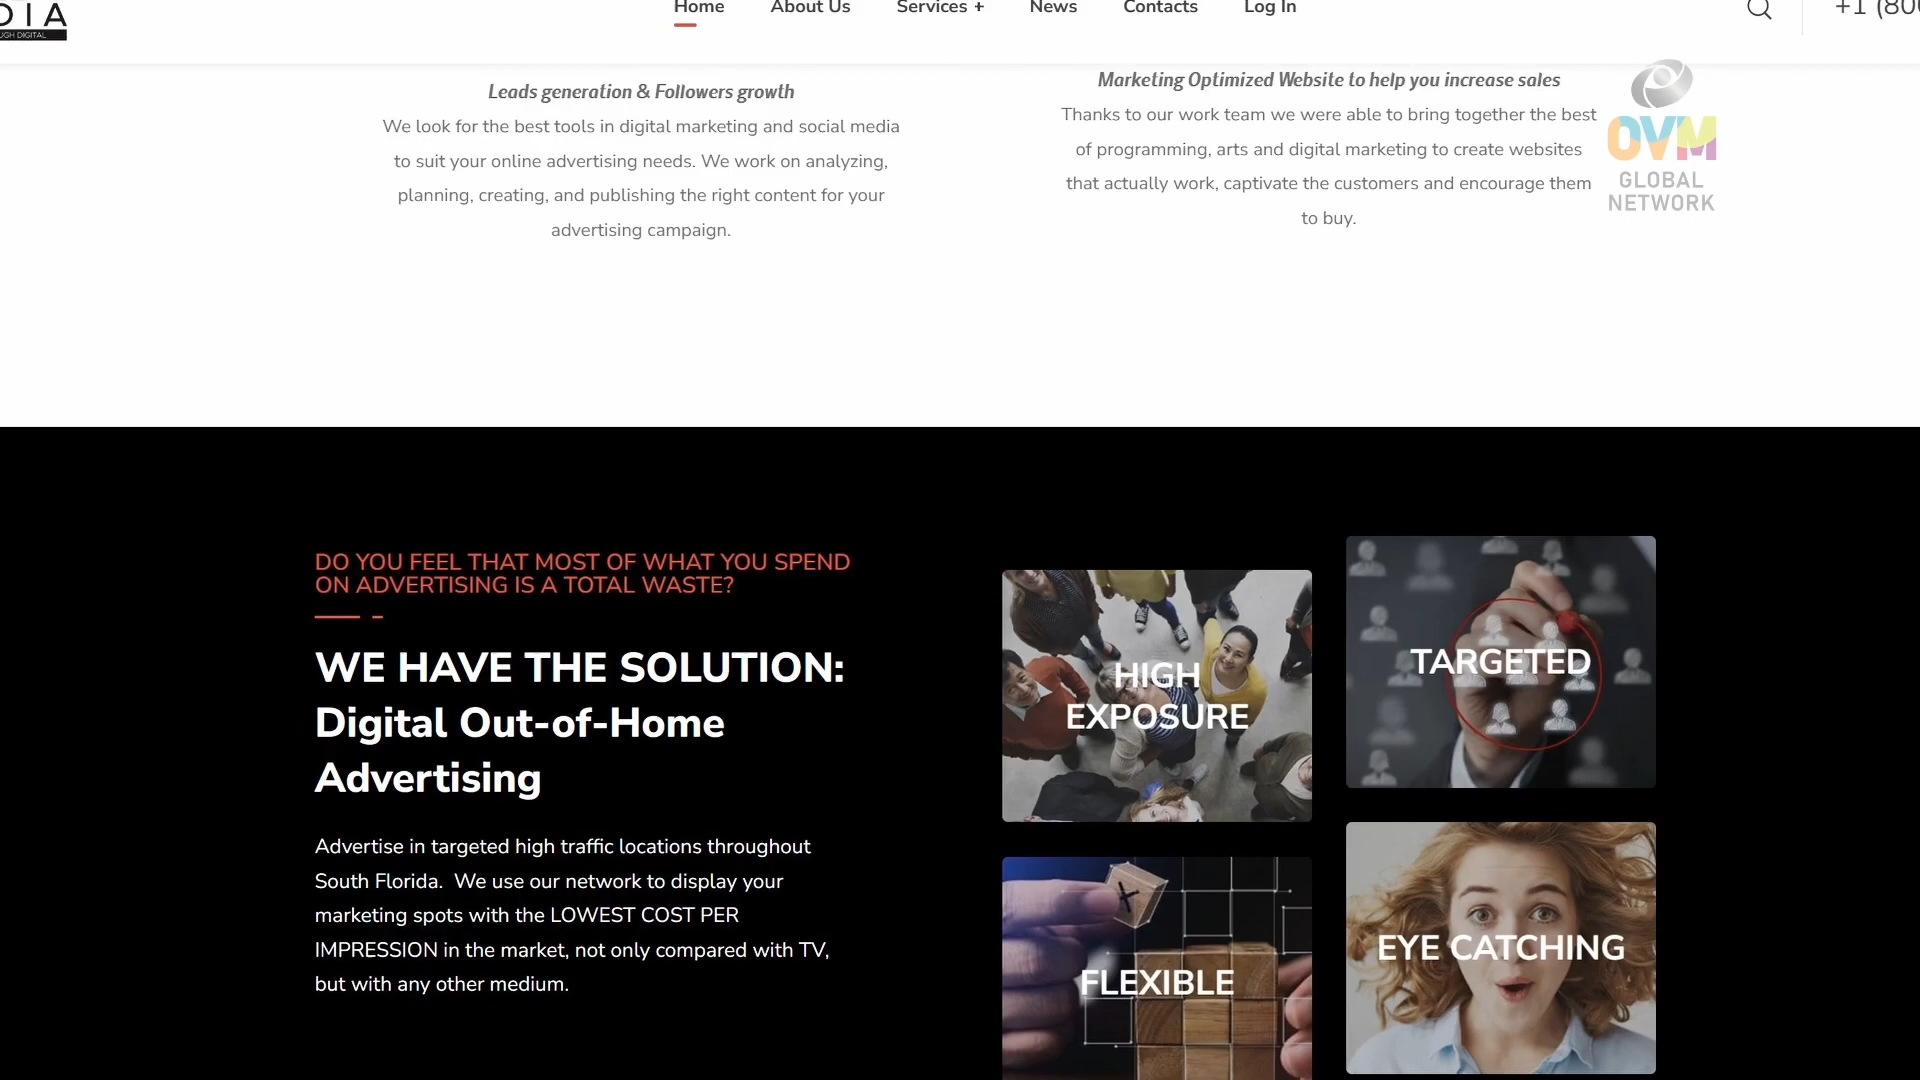 DIA
UGH DIGITAL
Home About Us Services + News Contacts Log In
+1 (80
Leads generation & Followers growth
We look for the best tools in digital marketing and social media
to suit your online advertising needs. We work on analyzing,
planning, creating, and publishing the right content for your
advertising campaign.
Marketing Optimized Website to help you increase sales
Thanks to our work team we were able to bring together the best
of programming, arts and digital marketing to create websites
that actually work, captivate the customers and encourage them
to buy.
OVM
GLOBAL
NETWORK
DO YOU FEEL THAT MOST OF WHAT YOU SPEND
ON ADVERTISING IS A TOTAL WASTE?
WE HAVE THE SOLUTION:
Digital Out-of-Home
Advertising
Advertise in targeted high traffic locations throughout
South Florida.  We use our network to display your
marketing spots with the LOWEST COST PER
IMPRESSION in the market, not only compared with TV,
but with any other medium.
HIGH
EXPOSURE
TARGETED
FLEXIBLE
EYE CATCHING